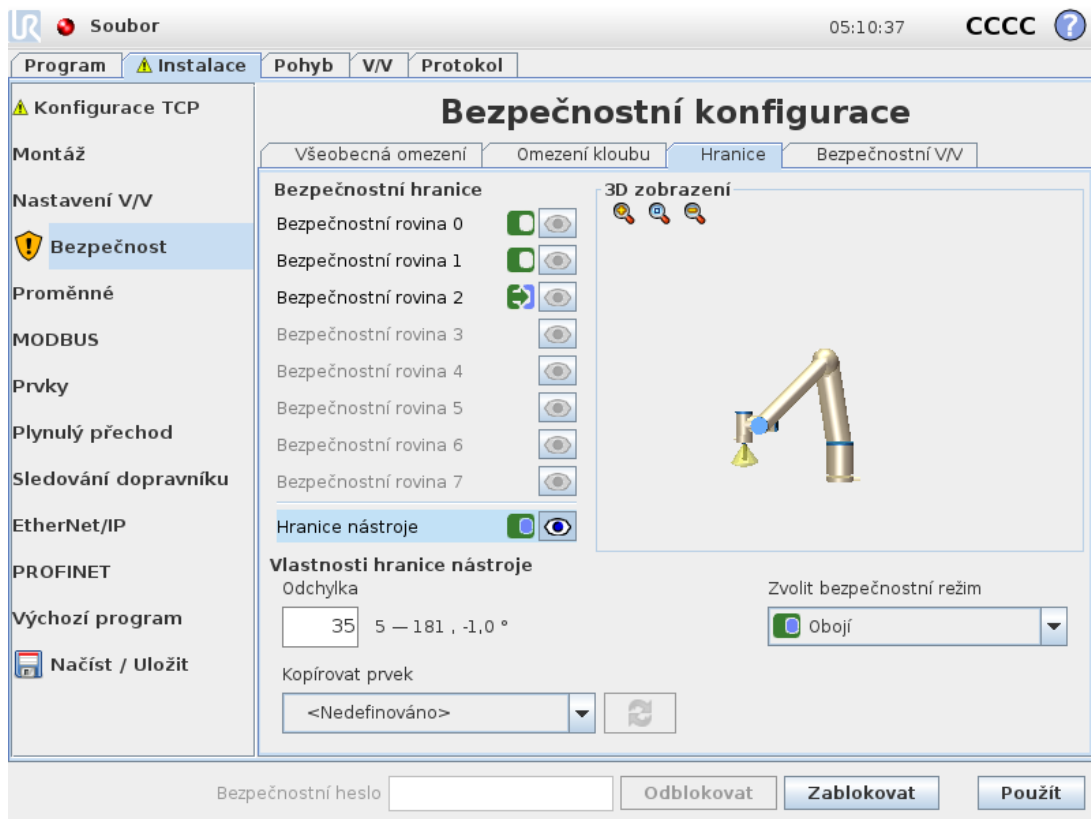 UR Soubor 05:10:37 CCCC ?
Program Instalace Pohyb V/V Protokol
Konfigurace TCP
Montáž
Nastavení V/V
Bezpečnost
Proměnné
MODBUS
Prvky
Plynulý přechod
Sledování dopravníku
EtherNet/IP
PROFINET
Výchozí program
Načíst / Uložit
Bezpečnostní konfigurace
Všeobecná omezení Omezení kloubu Hranice Bezpečnostní V/V
Bezpečnostní hranice
Bezpečnostní rovina 0
Bezpečnostní rovina 1
Bezpečnostní rovina 2
Bezpečnostní rovina 3
Bezpečnostní rovina 4
Bezpečnostní rovina 5
Bezpečnostní rovina 6
Bezpečnostní rovina 7
Hranice nástroje
3D zobrazení
Vlastnosti hranice nástroje
Odchylka
35 5 — 181 , -1,0 °
Kopírovat prvek
<Nedefinováno>
Zvolit bezpečnostní režim
Obojí
Bezpečnostní heslo Odblokovat Zablokovat Použít